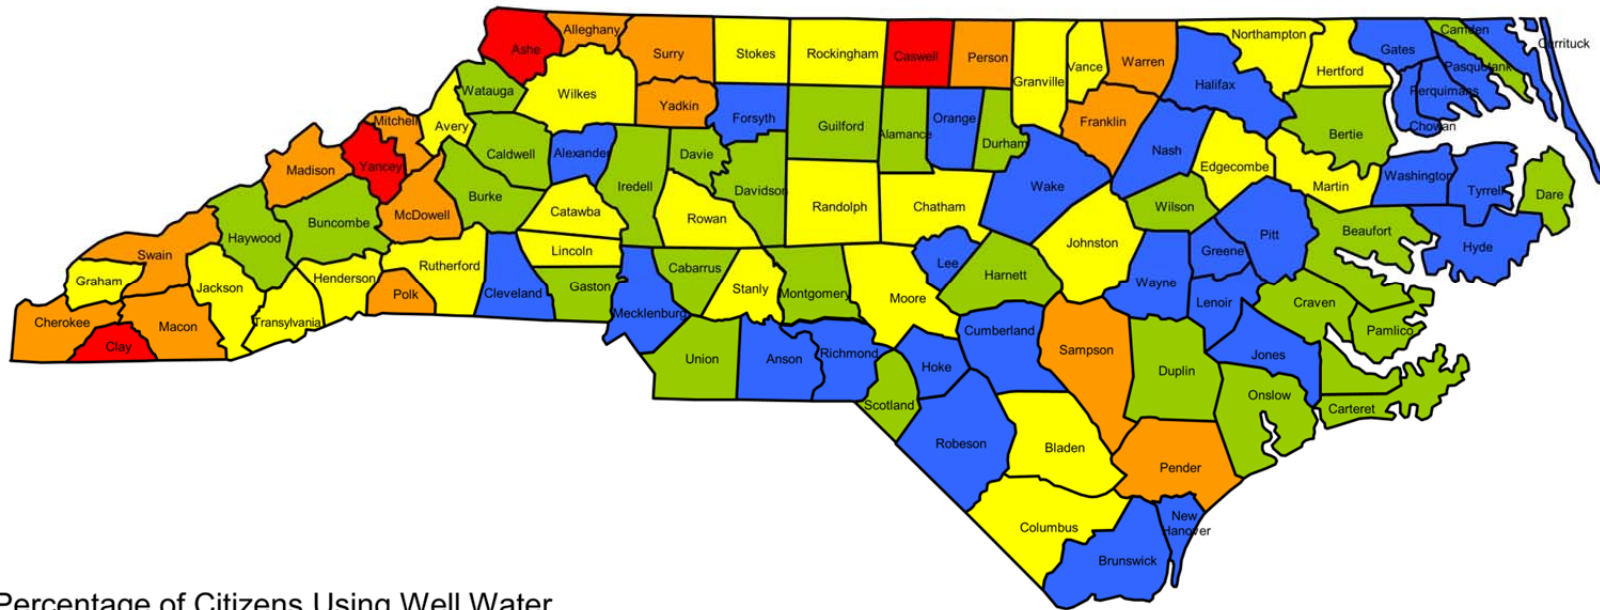 Ashe
Alleghany
Surry
Stokes
Rockingham
Caswell
Person
Granville
Vance
Warren
Northampton
Hertford
Gates
Camden
Currituck
Pasquotank
Perquimans
Chowan
Halifax
Watauga
Wilkes
Yadkin
Forsyth
Guilford
Alamance
Orange
Durham
Franklin
Nash
Edgecombe
Bertie
Martin
Washington
Tyrrell
Dare
Mitchell
Avery
Caldwell
Alexander
Davie
Iredell
Davidson
Madison
Yancey
McDowell
Burke
Catawba
Rowan
Randolph
Chatham
Wake
Wilson
Pitt
Beaufort
Hyde
Haywood
Buncombe
Swain
Graham
Jackson
Henderson
Rutherford
Lincoln
Cleveland
Gaston
Cabarrus
Stanly
Montgomery
Moore
Lee
Harnett
Johnston
Wayne
Greene
Lenoir
Craven
Pamlico
Cherokee
Clay
Macon
Transylvania
Polk
Mecklenburg
Union
Anson
Richmond
Hoke
Cumberland
Sampson
Duplin
Jones
Onslow
Carteret
Scotland
Robeson
Bladen
Pender
Columbus
New
Hanover
Brunswick
Percentage of Citizens Using Well Water